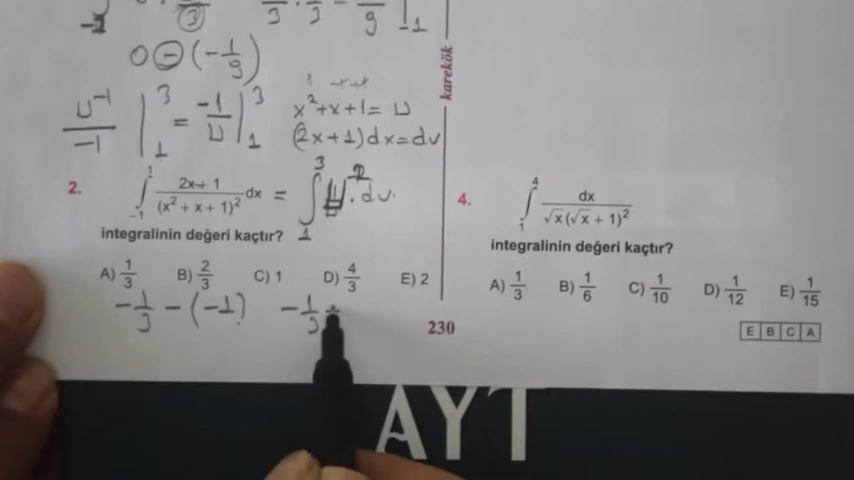 0 - (-1/9)
u^-1/-1 |₁³ = -1/u |₁³
x² + x + 1 = u
(2x + 1) dx = du
karekök
2. ∫₋₁¹ 2x + 1/(x² + x + 1)² dx = ∫₁³ u⁻² . du.
integralinin değeri kaçtır?
A) 1/3 B) 2/3 C) 1 D) 4/3 E) 2
-1/3 - (-1) -1/3 +
4. ∫₁⁴ dx/√x(√x + 1)²
integralinin değeri kaçtır?
A) 1/3 B) 1/6 C) 1/10 D) 1/12 E) 1/15
E B C A
230
AYT